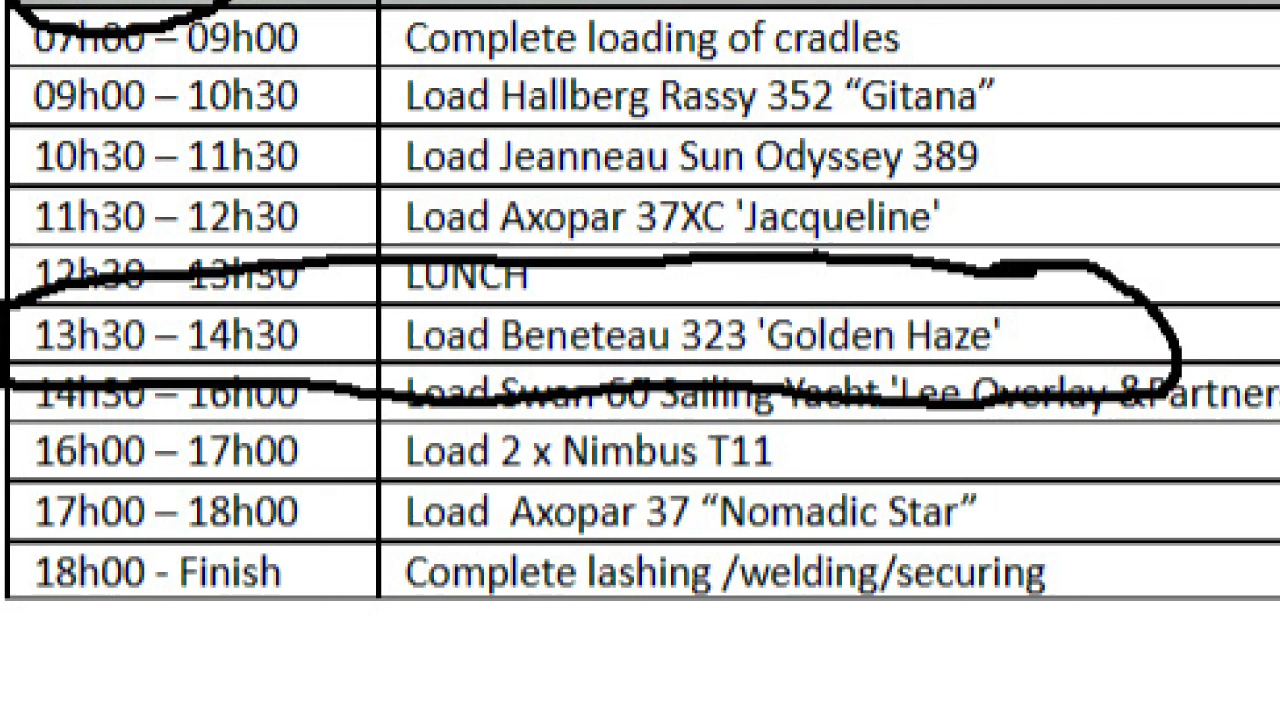 07h00 – 09h00 Complete loading of cradles
09h00 – 10h30 Load Hallberg Rassy 352 “Gitana”
10h30 – 11h30 Load Jeanneau Sun Odyssey 389
11h30 – 12h30 Load Axopar 37XC 'Jacqueline'
12h30 – 13h30 LUNCH
13h30 – 14h30 Load Beneteau 323 'Golden Haze'
14h30 – 16h00 Load Swan 60 Sailing Yacht 'Lee Overlay &Partners
16h00 – 17h00 Load 2 x Nimbus T11
17h00 – 18h00 Load  Axopar 37 “Nomadic Star”
18h00 - Finish Complete lashing /welding/securing